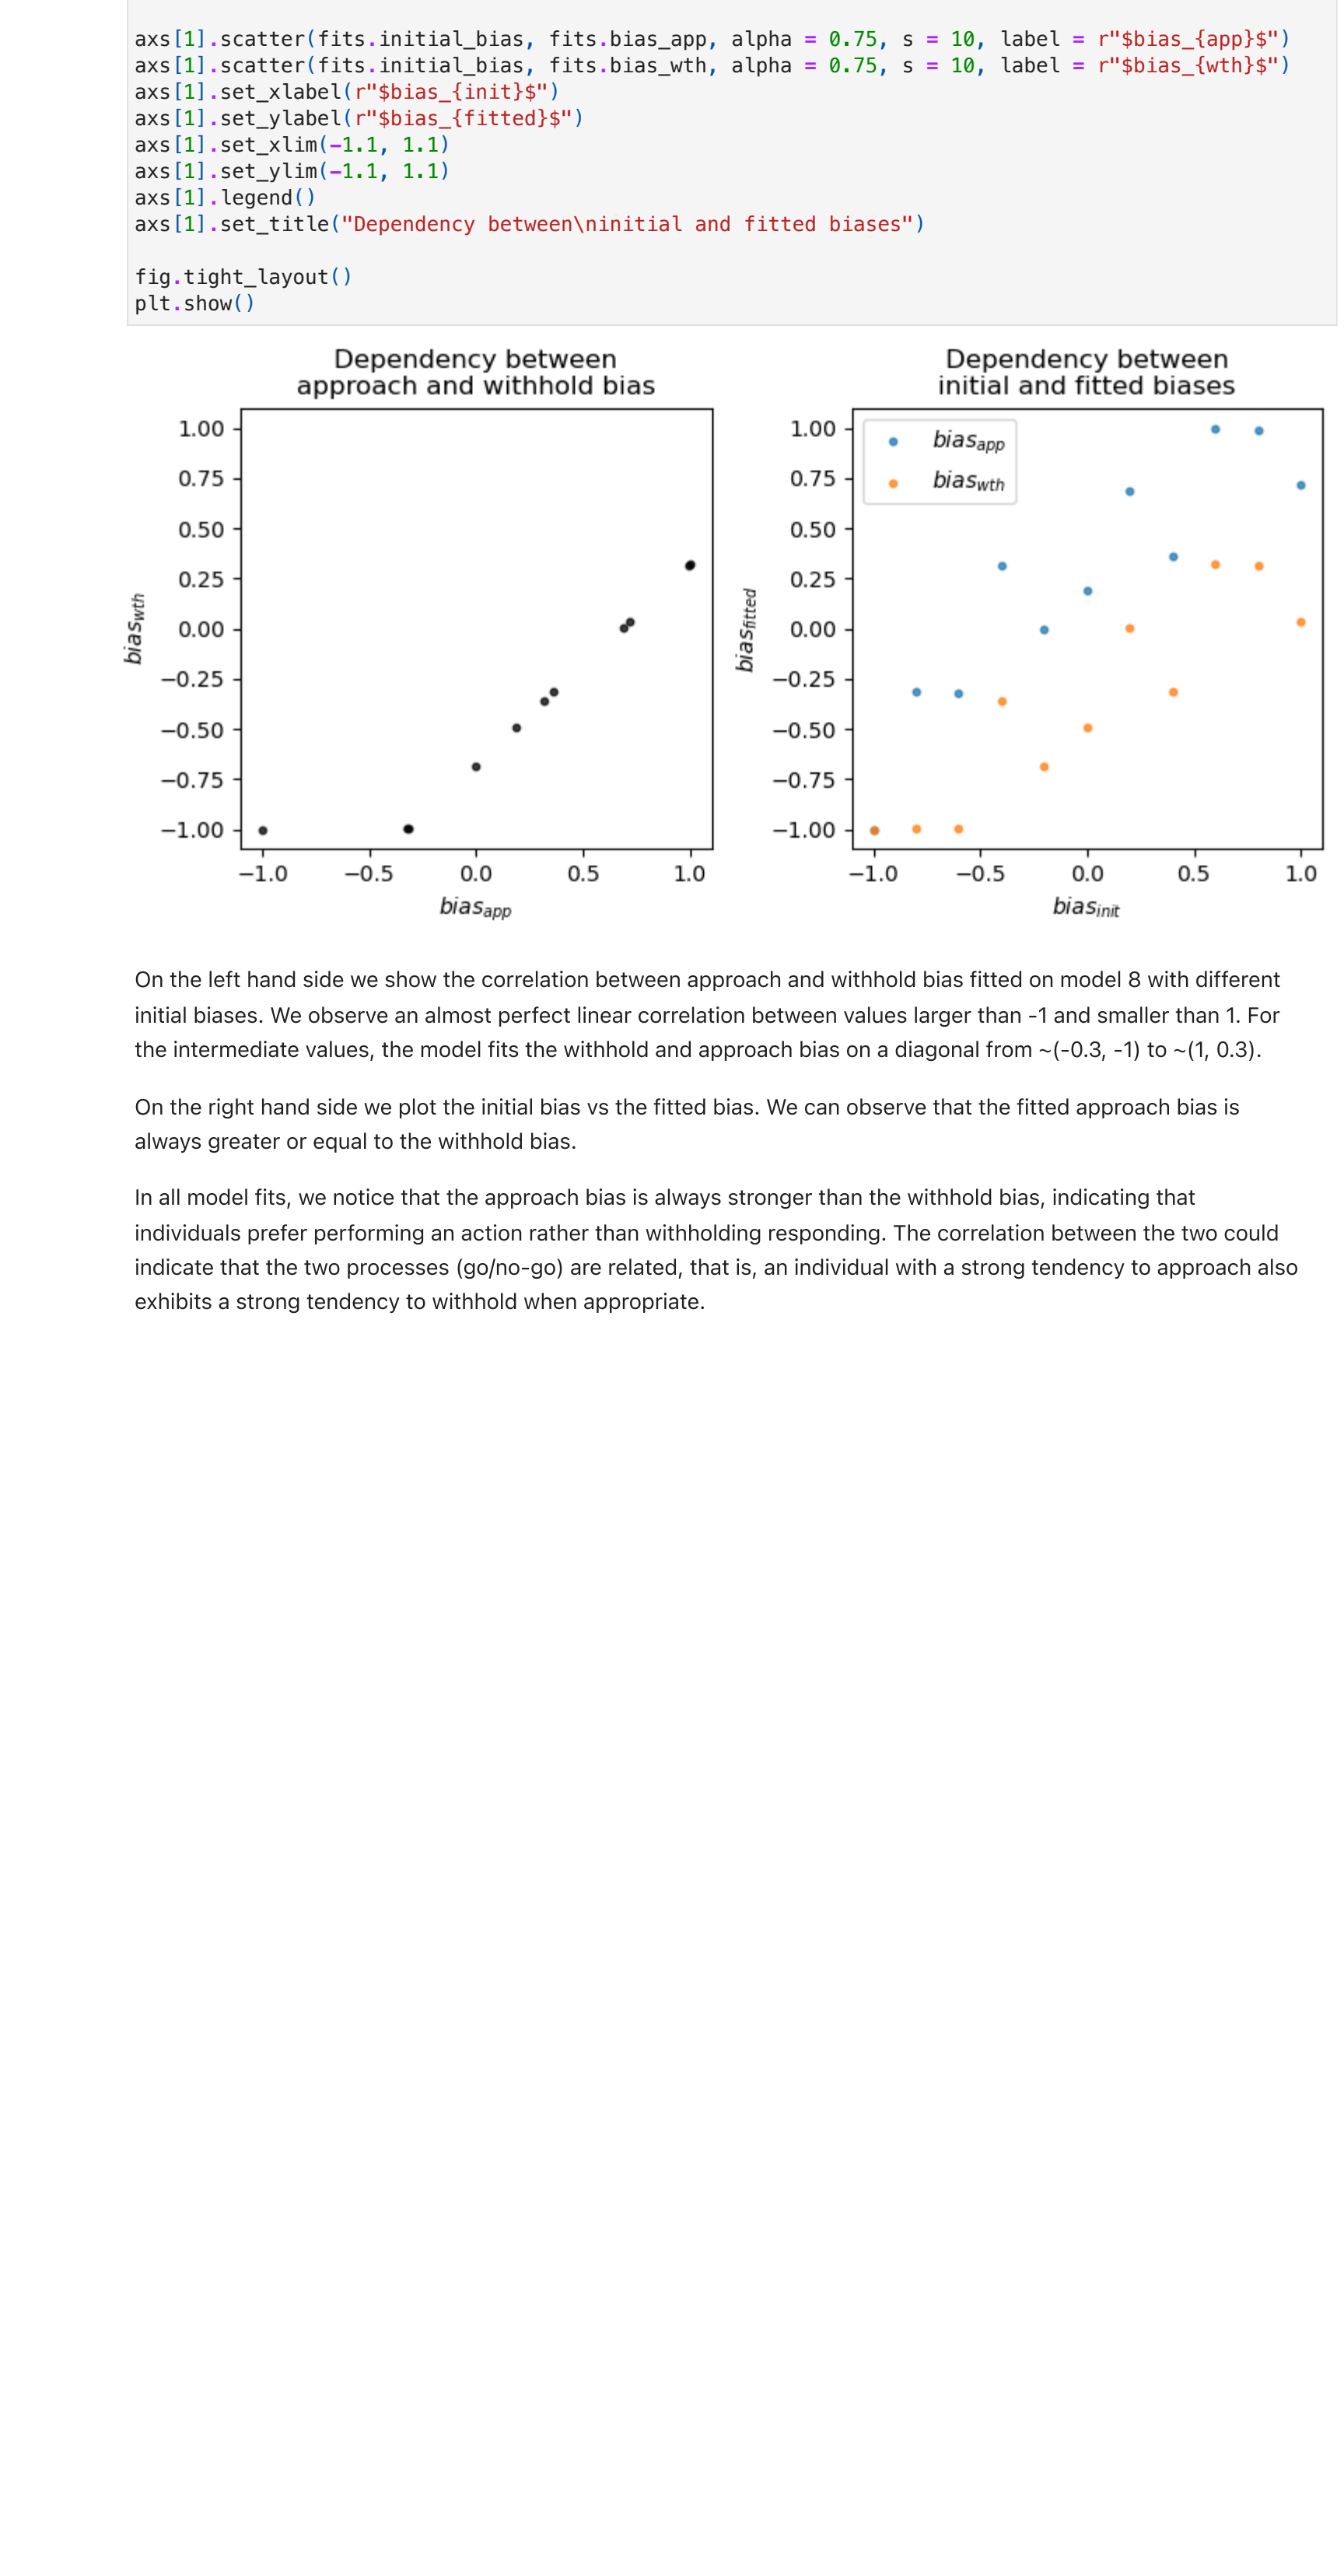 axs[1].scatter(fits.initial_bias, fits.bias_app, alpha = 0.75, s = 10, label = r"$bias_{app}$")
axs[1].scatter(fits.initial_bias, fits.bias_wth, alpha = 0.75, s = 10, label = r"$bias_{wth}$")
axs[1].set_xlabel(r"$bias_{init}$")
axs[1].set_ylabel(r"$bias_{fitted}$")
axs[1].set_xlim(-1.1, 1.1)
axs[1].set_ylim(-1.1, 1.1)
axs[1].legend()
axs[1].set_title("Dependency between\ninitial and fitted biases")
fig.tight_layout()
plt.show()
Dependency between
approach and withhold bias
1.00
0.75
0.50
0.25
0.00
−0.25
−0.50
−0.75
−1.00
bias_wth
−1.0 −0.5 0.0 0.5 1.0
bias_app
Dependency between
initial and fitted biases
bias_app
bias_wth
1.00
0.75
0.50
0.25
0.00
−0.25
−0.50
−0.75
−1.00
bias_fitted
−1.0 −0.5 0.0 0.5 1.0
bias_init
On the left hand side we show the correlation between approach and withhold bias fitted on model 8 with different
initial biases. We observe an almost perfect linear correlation between values larger than -1 and smaller than 1. For
the intermediate values, the model fits the withhold and approach bias on a diagonal from ~(-0.3, -1) to ~(1, 0.3).
On the right hand side we plot the initial bias vs the fitted bias. We can observe that the fitted approach bias is
always greater or equal to the withhold bias.
In all model fits, we notice that the approach bias is always stronger than the withhold bias, indicating that
individuals prefer performing an action rather than withholding responding. The correlation between the two could
indicate that the two processes (go/no-go) are related, that is, an individual with a strong tendency to approach also
exhibits a strong tendency to withhold when appropriate.